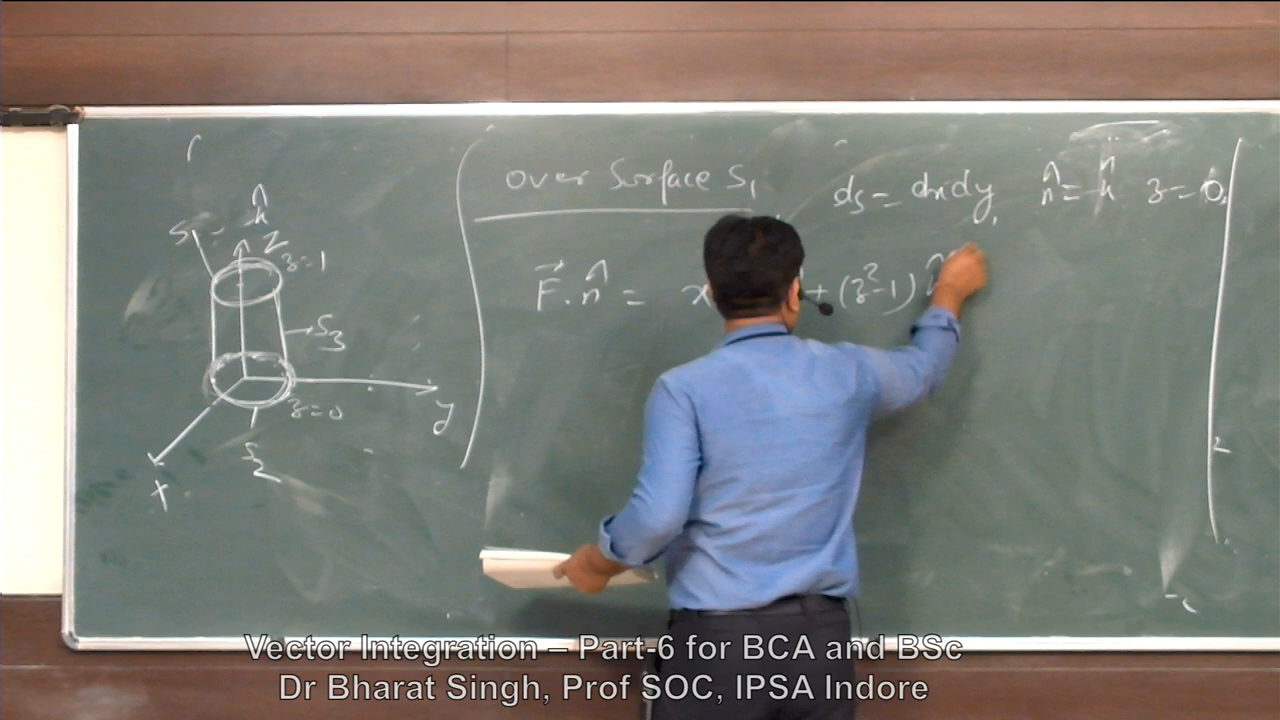 over Surface S₁ ds = dxdy, n̂ = -k̂ z = 0,
k̂
Z
z=1
F⃗ . n̂ = x + (z²-1)
S₃
y
z=0
S₂
x
Vector Integration – Part-6 for BCA and BSc
Dr Bharat Singh, Prof SOC, IPSA Indore